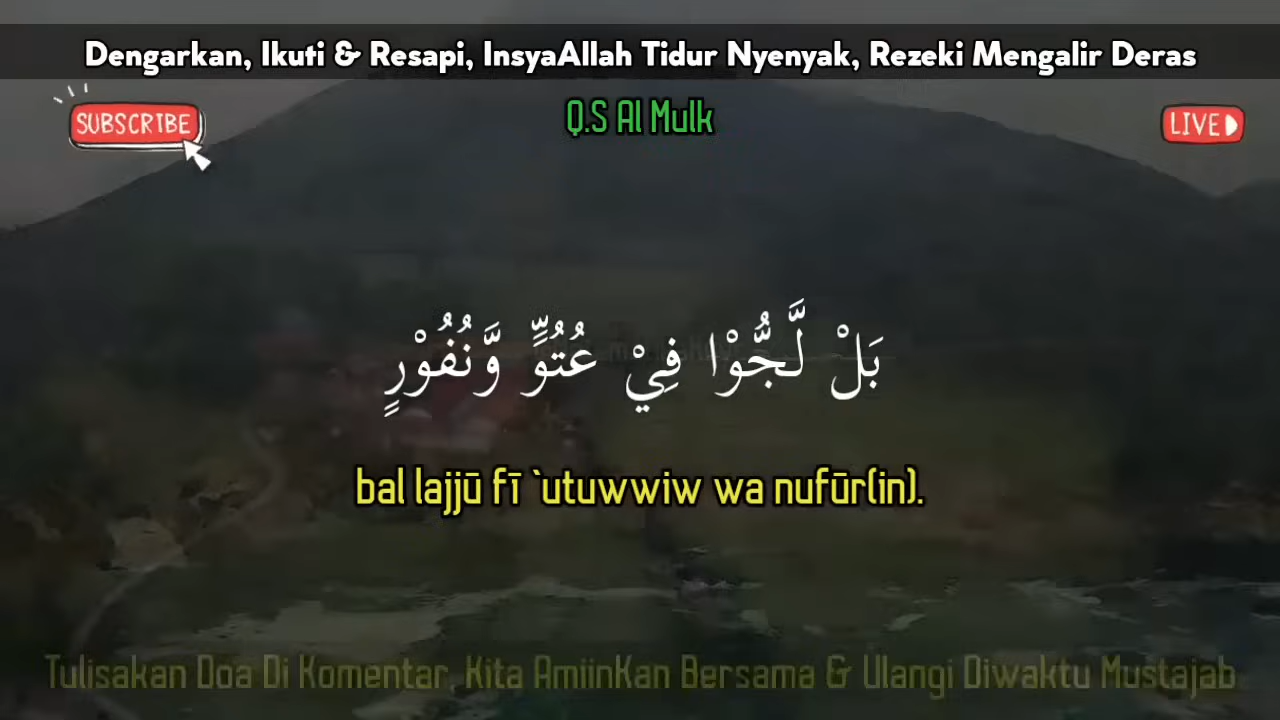 Dengarkan, Ikuti & Resapi, InsyaAllah Tidur Nyenyak, Rezeki Mengalir Deras
SUBSCRIBE
Q.S Al Mulk
LIVE
بَلْ لَّجُّوْا فِيْ عُتُوٍّ وَّنُفُوْرٍ
bal lajjū fī `utuwwiw wa nufūr(in).
Tulisakan Doa Di Komentar, Kita AmiinKan Bersama & Ulangi Diwaktu Mustajab